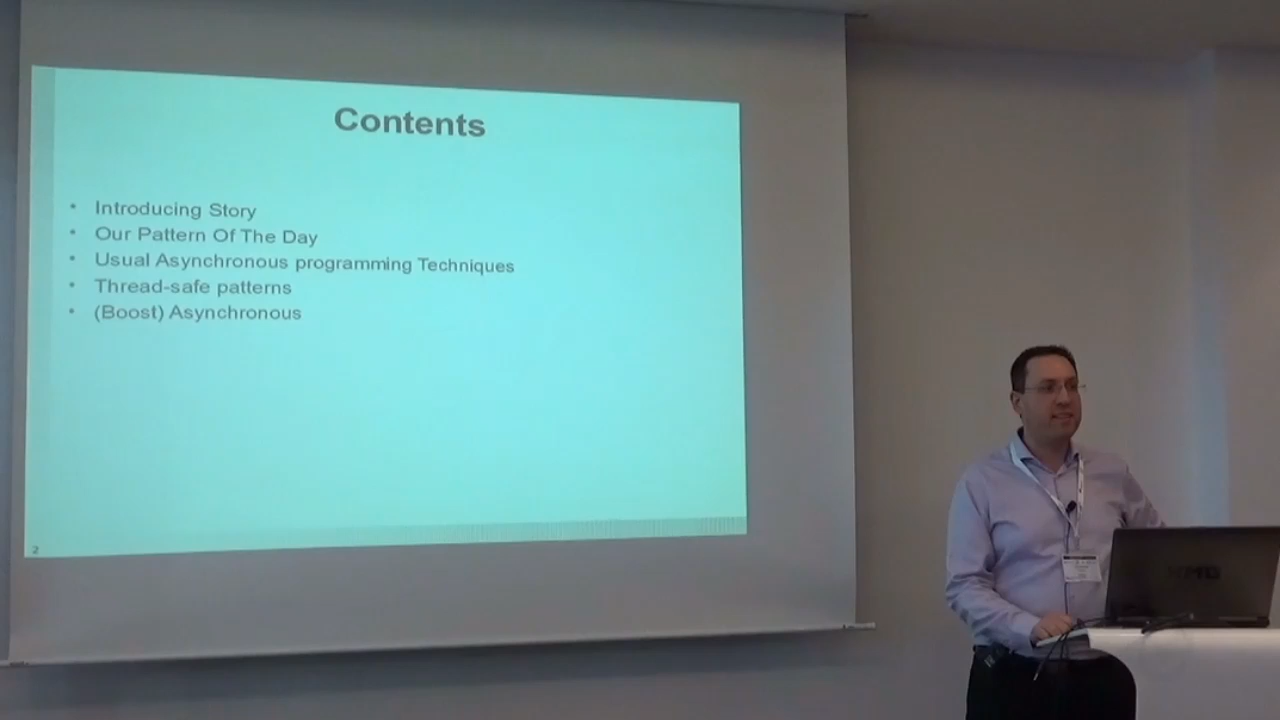 Contents
• Introducing Story
• Our Pattern Of The Day
• Usual Asynchronous programming Techniques
• Thread-safe patterns
• (Boost) Asynchronous
2